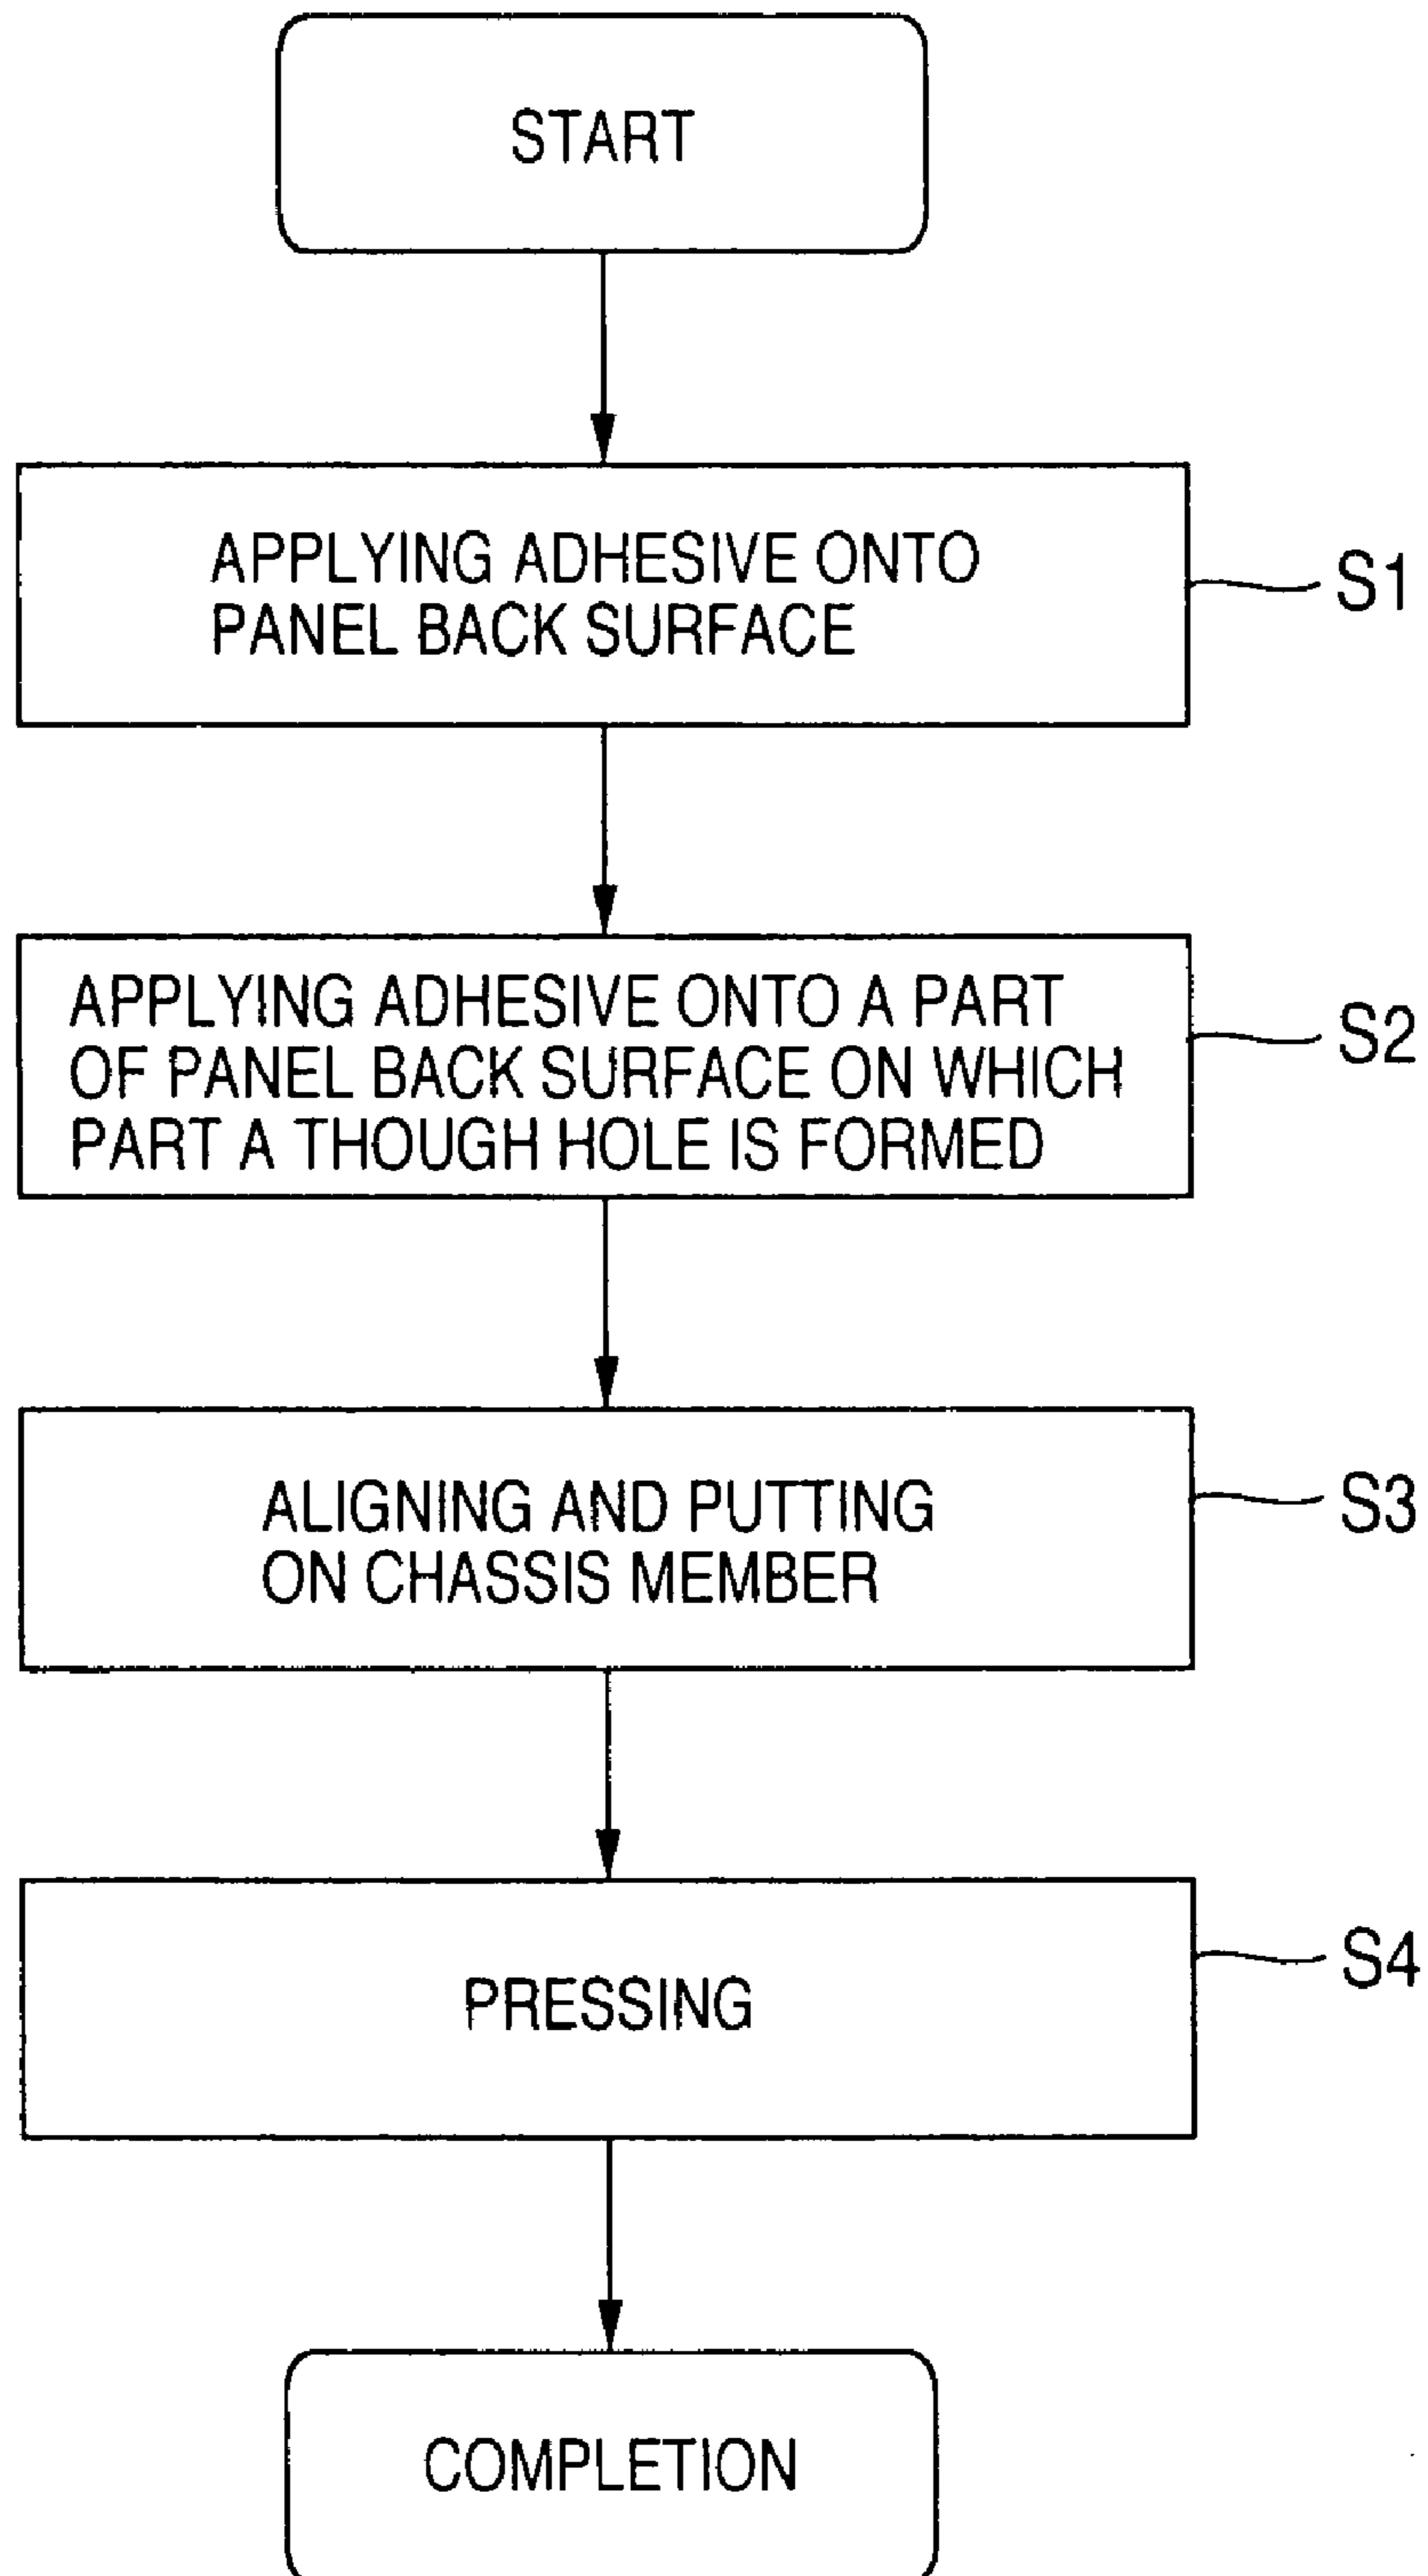 START
APPLYING ADHESIVE ONTO
PANEL BACK SURFACE
S1
APPLYING ADHESIVE ONTO A PART
OF PANEL BACK SURFACE ON WHICH
PART A THOUGH HOLE IS FORMED
S2
ALIGNING AND PUTTING
ON CHASSIS MEMBER
S3
PRESSING
S4
COMPLETION